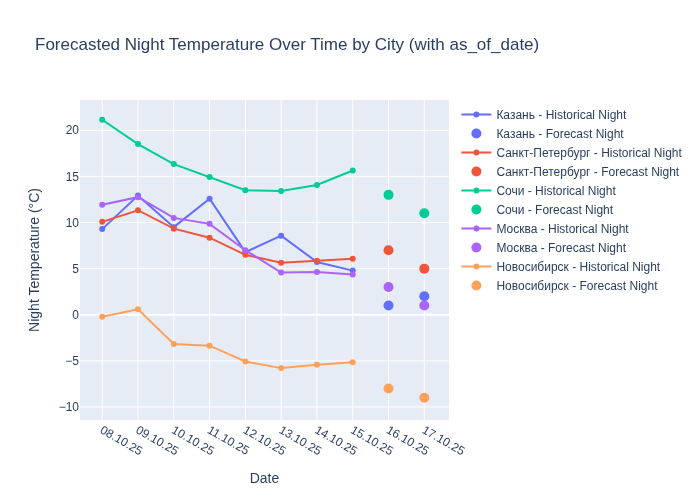 Forecasted Night Temperature Over Time by City (with as_of_date)
20
15
10
5
0
−5
−10
Night Temperature (°C)
08.10.25
09.10.25
10.10.25
11.10.25
12.10.25
13.10.25
14.10.25
15.10.25
16.10.25
17.10.25
Date
Казань - Historical Night
Казань - Forecast Night
Санкт-Петербург - Historical Night
Санкт-Петербург - Forecast Night
Сочи - Historical Night
Сочи - Forecast Night
Москва - Historical Night
Москва - Forecast Night
Новосибирск - Historical Night
Новосибирск - Forecast Night